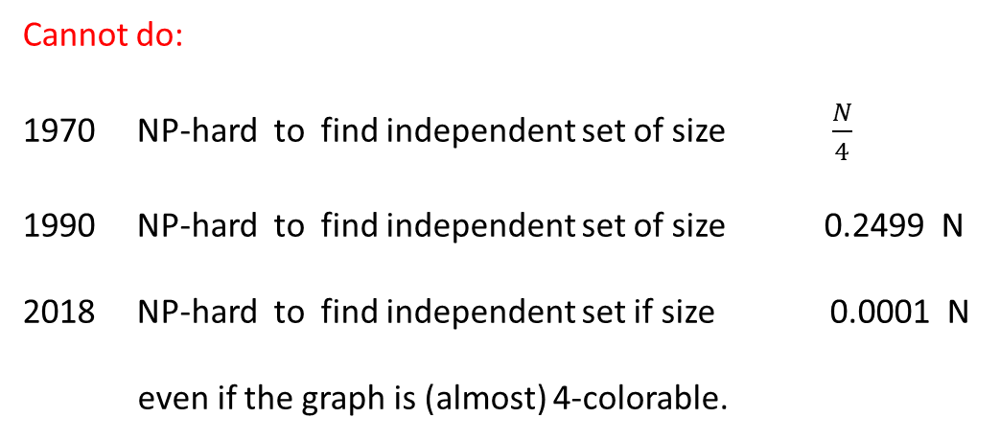 Cannot do:
1970 NP-hard to find independent set of size N/4
1990 NP-hard to find independent set of size 0.2499 N
2018 NP-hard to find independent set if size 0.0001 N
even if the graph is (almost) 4-colorable.